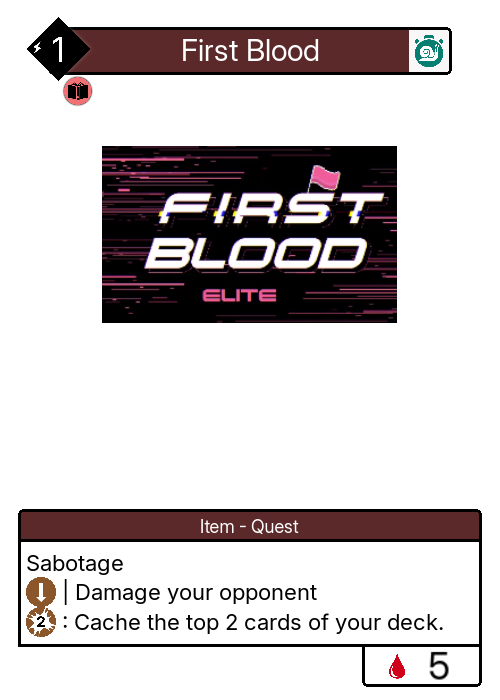 1
First Blood
FIRST
BLOOD
ELITE
Item - Quest
Sabotage
| Damage your opponent
2 : Cache the top 2 cards of your deck.
5